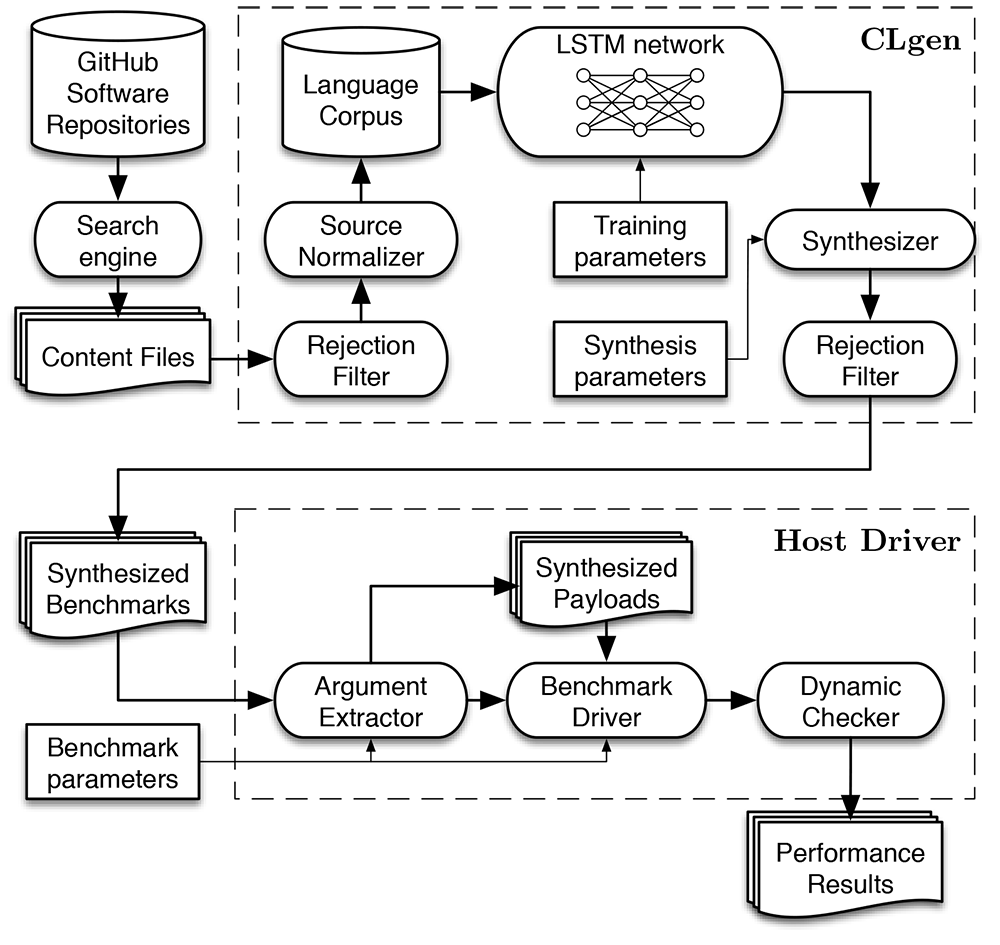 GitHub
Software
Repositories
Search
engine
Content Files
CLgen
Language
Corpus
LSTM network
Source
Normalizer
Rejection
Filter
Training
parameters
Synthesis
parameters
Synthesizer
Rejection
Filter
Synthesized
Benchmarks
Benchmark
parameters
Host Driver
Synthesized
Payloads
Argument
Extractor
Benchmark
Driver
Dynamic
Checker
Performance
Results